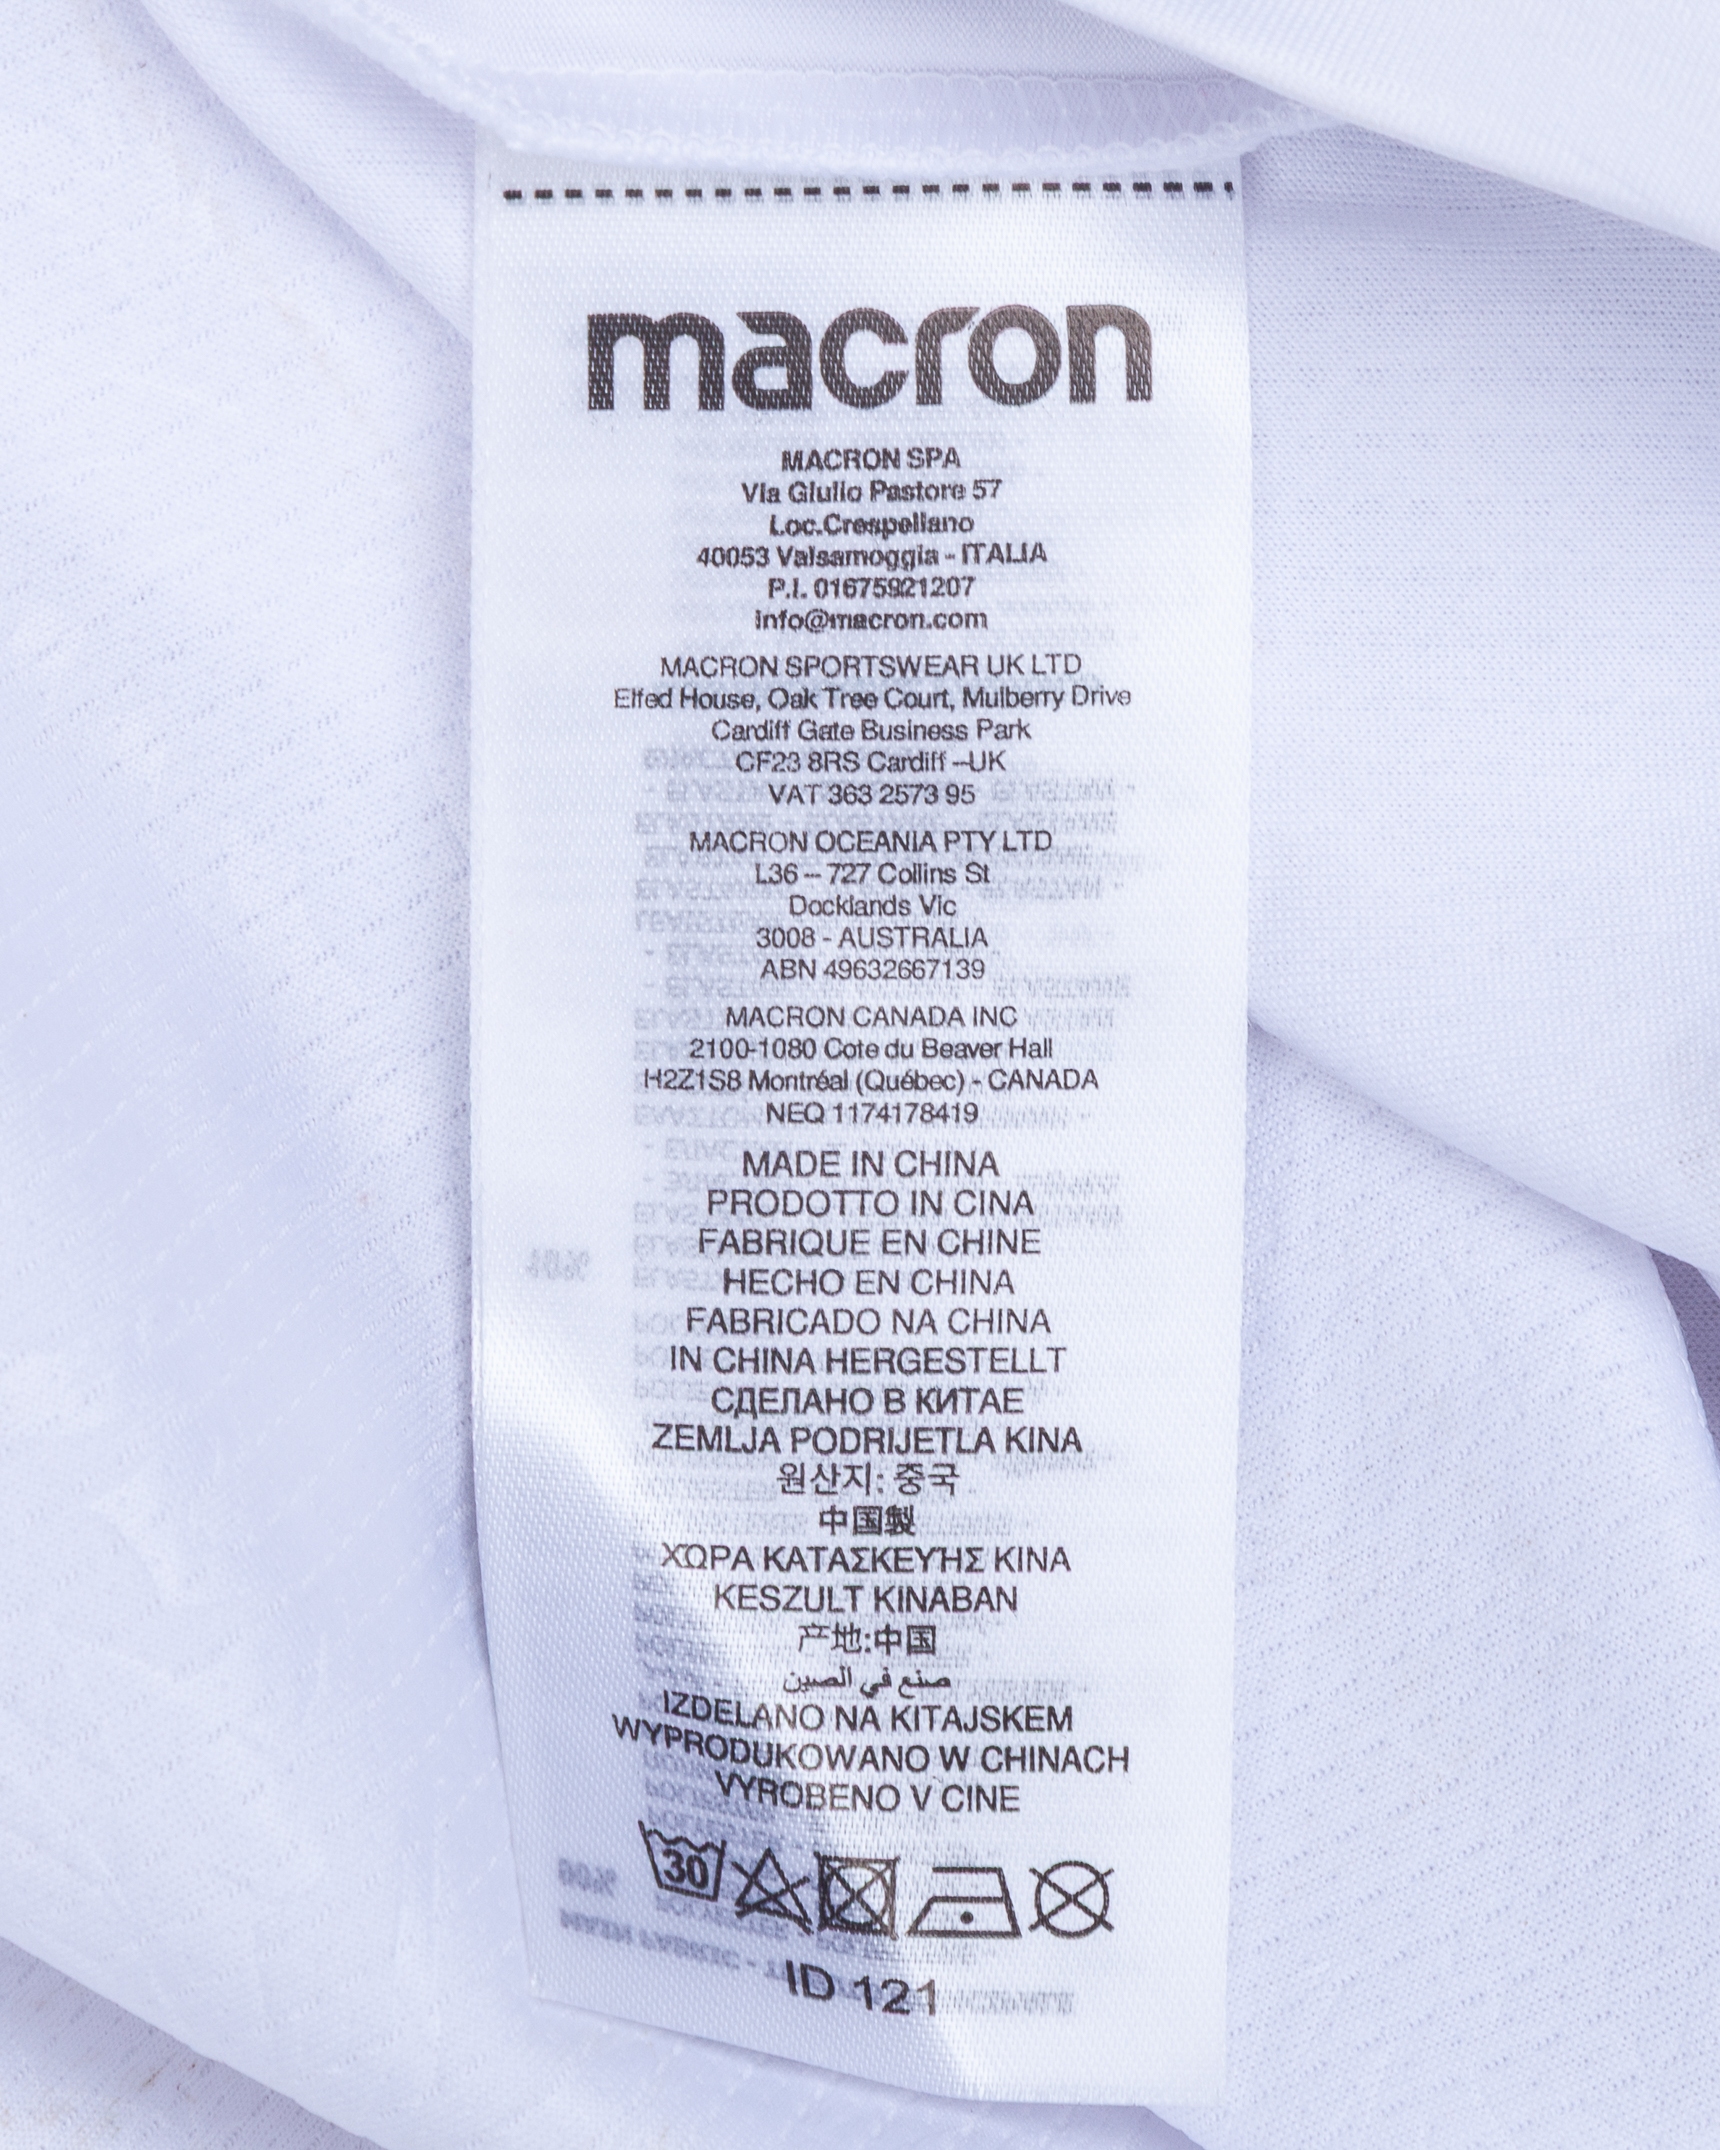 macron
MACRON SPA
Via Giulio Pastore 57
Loc.Crespellano
40053 Valsamoggia - ITALIA
P.I. 01675921207
info@macron.com
MACRON SPORTSWEAR UK LTD
Elfed House, Oak Tree Court, Mulberry Drive
Cardiff Gate Business Park
CF23 8RS Cardiff –UK
VAT 363 2573 95
MACRON OCEANIA PTY LTD
L36 – 727 Collins St
Docklands Vic
3008 - AUSTRALIA
ABN 49632667139
MACRON CANADA INC
2100-1080 Cote du Beaver Hall
H2Z1S8 Montréal (Québec) - CANADA
NEQ 1174178419
MADE IN CHINA
PRODOTTO IN CINA
FABRIQUE EN CHINE
HECHO EN CHINA
FABRICADO NA CHINA
IN CHINA HERGESTELLT
СДЕЛАНО В КИТАЕ
ZEMLJA PODRIJETLA KINA
원산지: 중국
中国製
ΧΩΡΑ ΚΑΤΑΣΚΕΥΉΣ ΚΙΝΑ
KESZULT KINABAN
产地:中国
صنع في الصين
IZDELANO NA KITAJSKEM
WYPRODUKOWANO W CHINACH
VYROBENO V CINE
30
ID 121